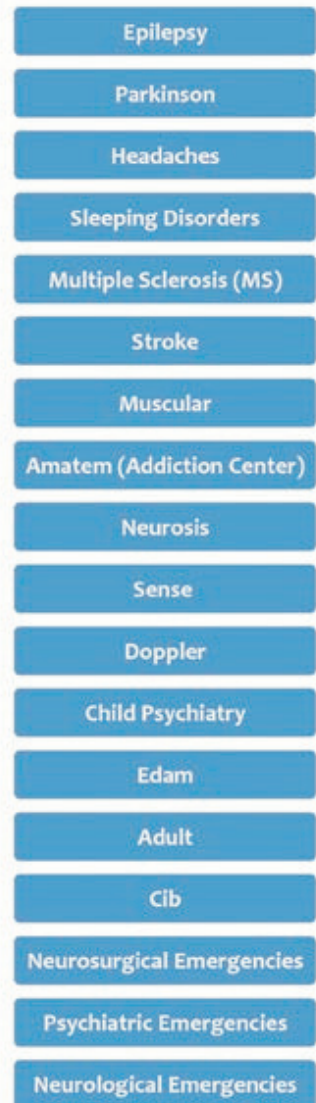 Epilepsy
Parkinson
Headaches
Sleeping Disorders
Multiple Sclerosis (MS)
Stroke
Muscular
Amatem (Addiction Center)
Neurosis
Sense
Doppler
Child Psychiatry
Edam
Adult
Cib
Neurosurgical Emergencies
Psychiatric Emergencies
Neurological Emergencies